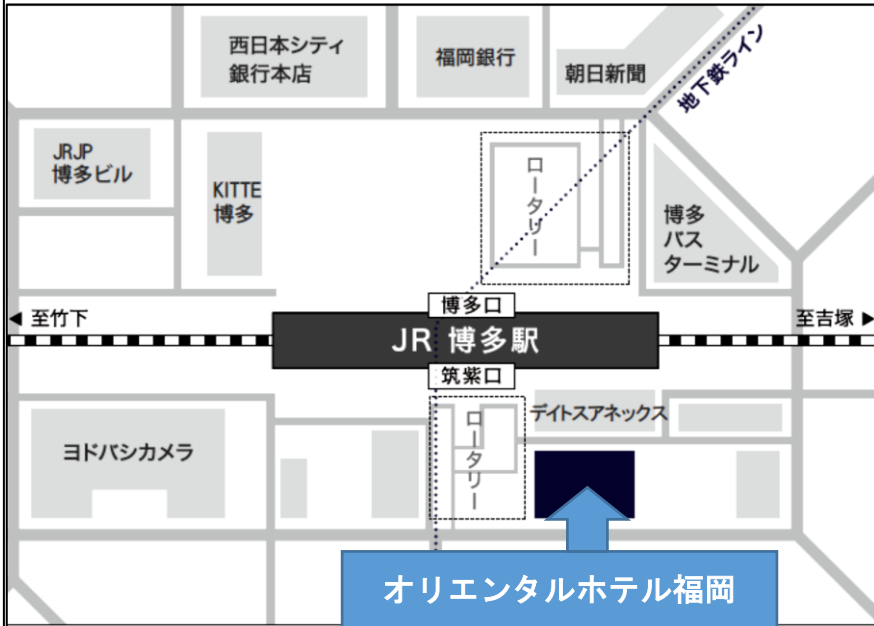 西日本シティ
銀行本店
福岡銀行
朝日新聞
地下鉄ライン
JRJP
博多ビル
KITTE
博多
ロータリー
博多
バス
ターミナル
◀ 至竹下
博多口
至吉塚 ▶
JR 博多駅
筑紫口
デイトスアネックス
ヨドバシカメラ
ロータリー
オリエンタルホテル福岡